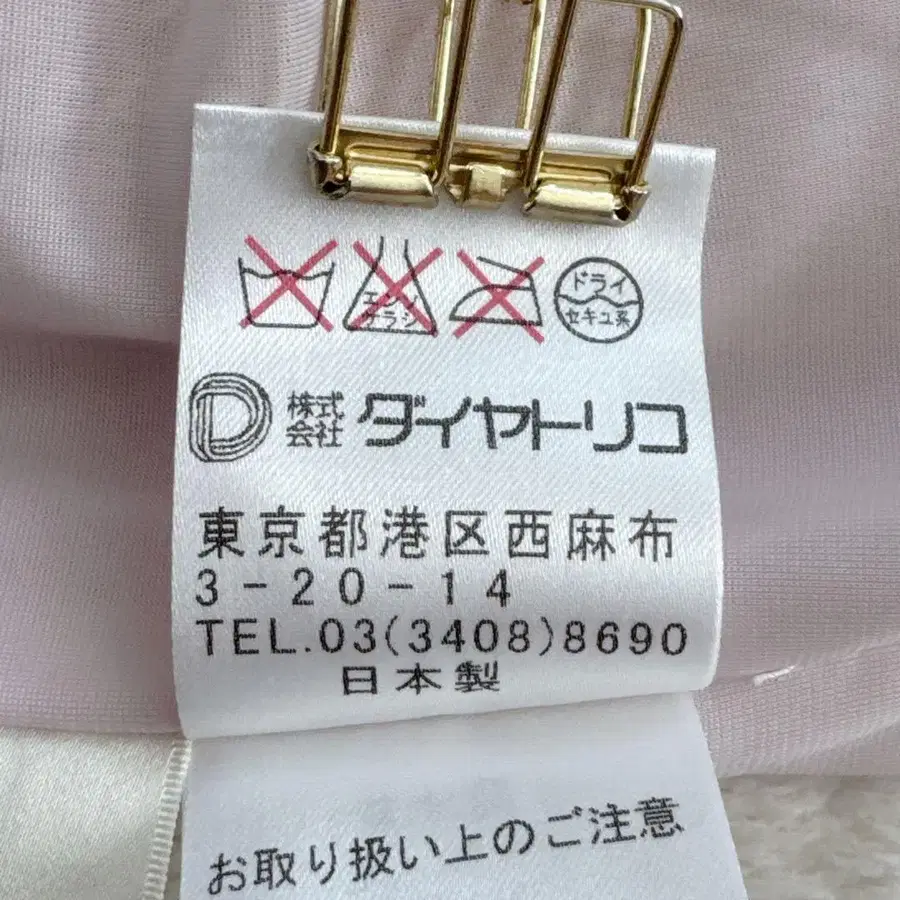 エンソ
サラシ
ドライ
セキユ系
D 株式会社 ダイヤトリコ
東京都港区西麻布
3-20-14
TEL.03(3408)8690
日本製
お取り扱い上のご注意